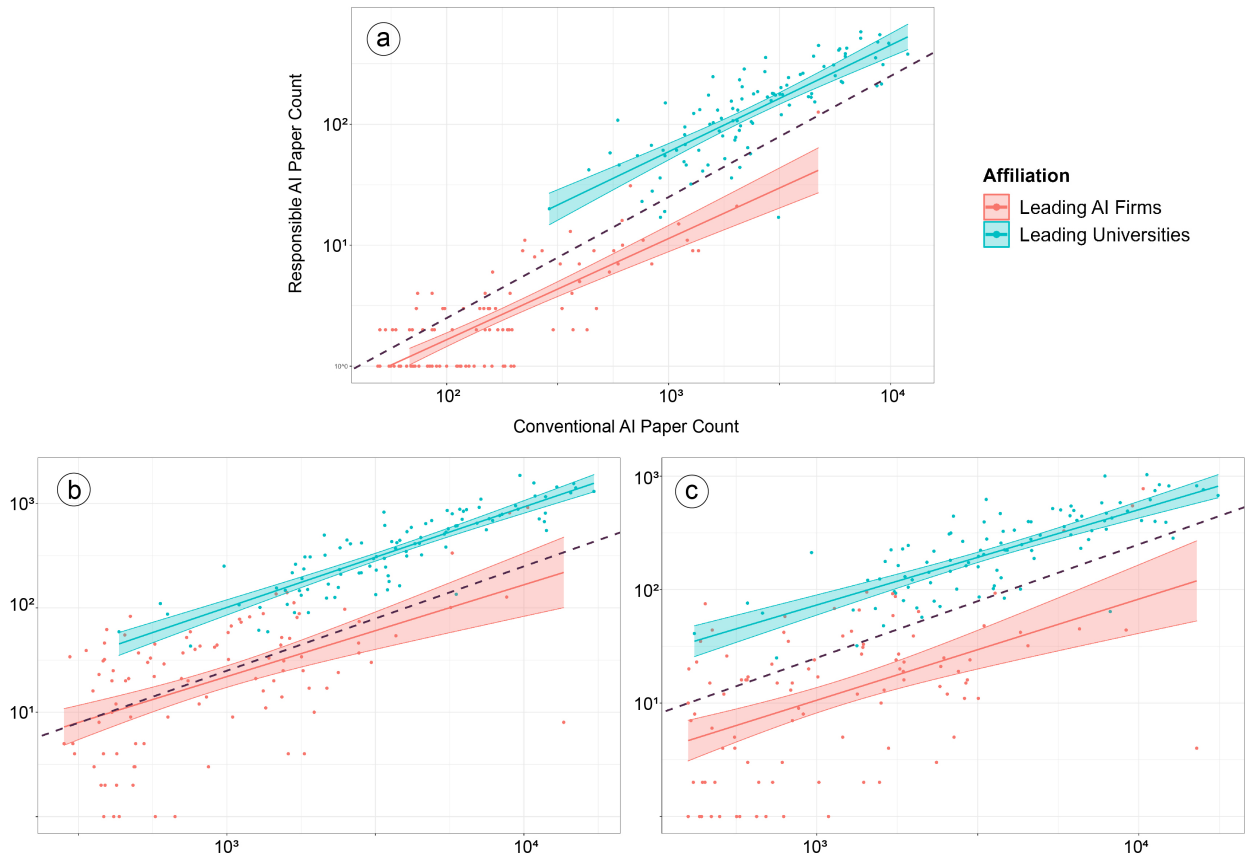 a
Responsible AI Paper Count
10²
10¹
10^0
10²
10³
10⁴
Conventional AI Paper Count
Affiliation
Leading AI Firms
Leading Universities
b
10³
10²
10¹
10³
10⁴
c
10³
10²
10¹
10³
10⁴